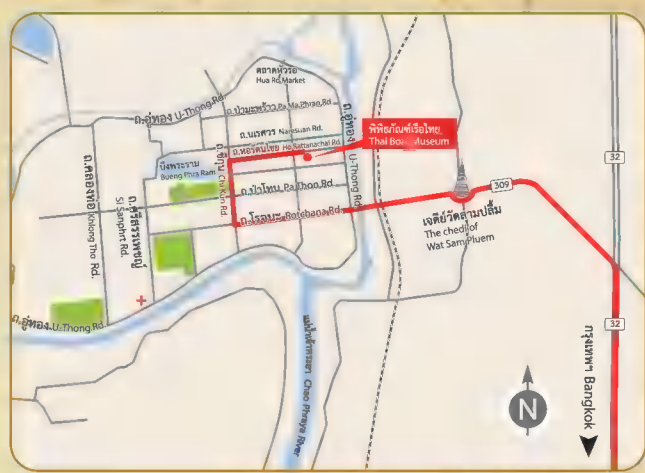 ตลาดหัวรอ
Hua Ro Market
ถ.อู่ทอง U-Thong Rd
ถ.ป่ามะพร้าว Pa Ma Phrao Rd
ถ.นเรศวร Naresuan Rd.
ถ.หอรัตนไชย Ho Rattanachai Rd
พิพิธภัณฑ์เรือไทย
Thai Boat Museum
บึงพระราม
Bueng Phra Ram
ถ.ชีกุน Chi Kun Rd.
ถ.อู่ทอง
U-Thong Rd.
ถ.ป่าโทน Pa Thon Rd.
ถ.โรจนะ Rotchana Rd.
ถ.คลองท่อ
Khlong Tho Rd.
ถ.ศรีสรรเพชญ์
Si Sanphrt Rd.
ถ.อู่ทอง U-Thong Rd
แม่น้ำเจ้าพระยา Chao Phraya River
เจดีย์วัดสามปลื้ม
The chedi of
Wat Sam Pluem
309
32
32
กรุงเทพฯ Bangkok
N